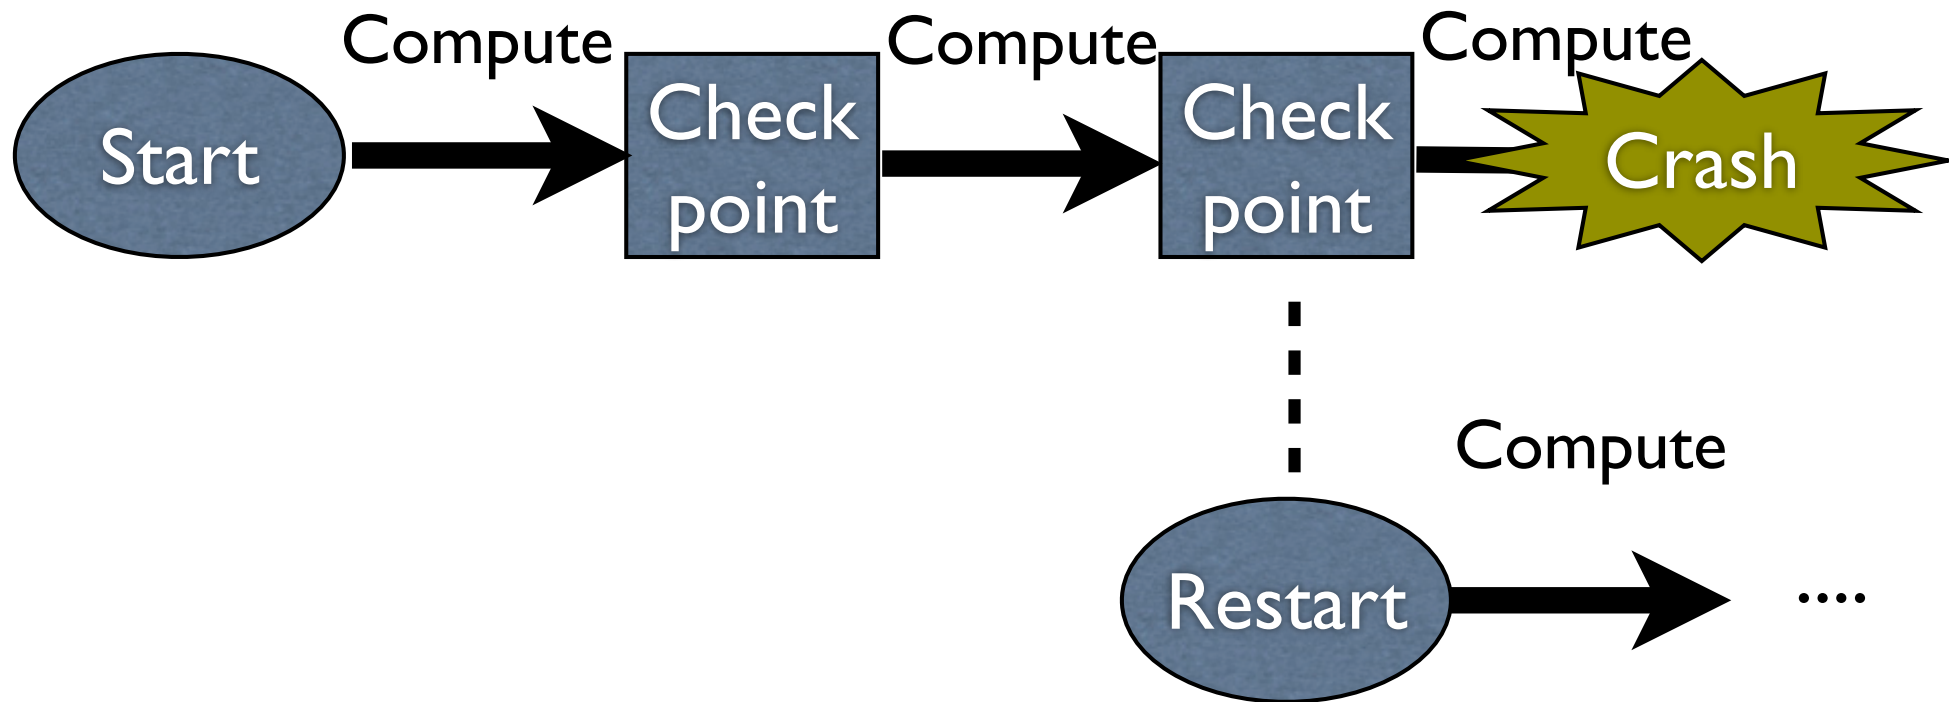 Compute
Compute
Compute
Start
Check
point
Check
point
Crash
Compute
Restart
....